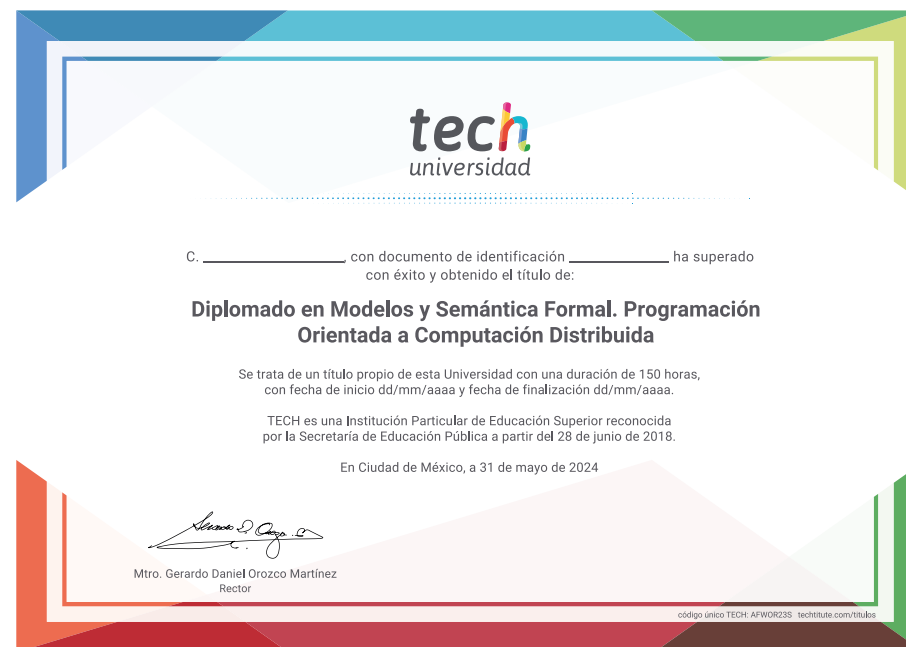 tech
universidad
C. ____________________, con documento de identificación ______________ ha superado
con éxito y obtenido el título de:
Diplomado en Modelos y Semántica Formal. Programación
Orientada a Computación Distribuida
Se trata de un título propio de esta Universidad con una duración de 150 horas,
con fecha de inicio dd/mm/aaaa y fecha de finalización dd/mm/aaaa.
TECH es una Institución Particular de Educación Superior reconocida
por la Secretaría de Educación Pública a partir del 28 de junio de 2018.
En Ciudad de México, a 31 de mayo de 2024
Mtro. Gerardo Daniel Orozco Martínez
Rector
código único TECH: AFWOR23S techtitute.com/titulos